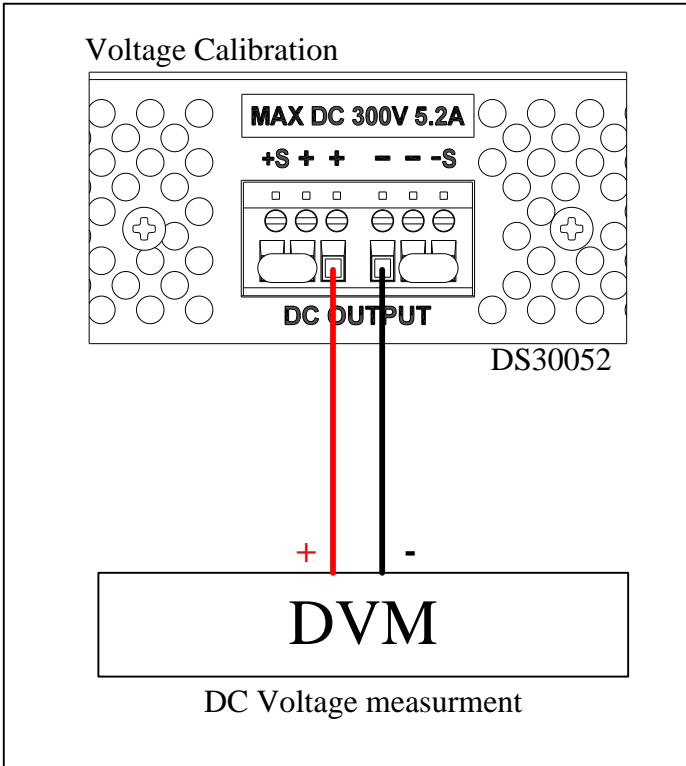 Voltage Calibration
MAX DC 300V 5.2A
+S + + - - -S
DC OUTPUT
DS30052
+ -
DVM
DC Voltage measurment